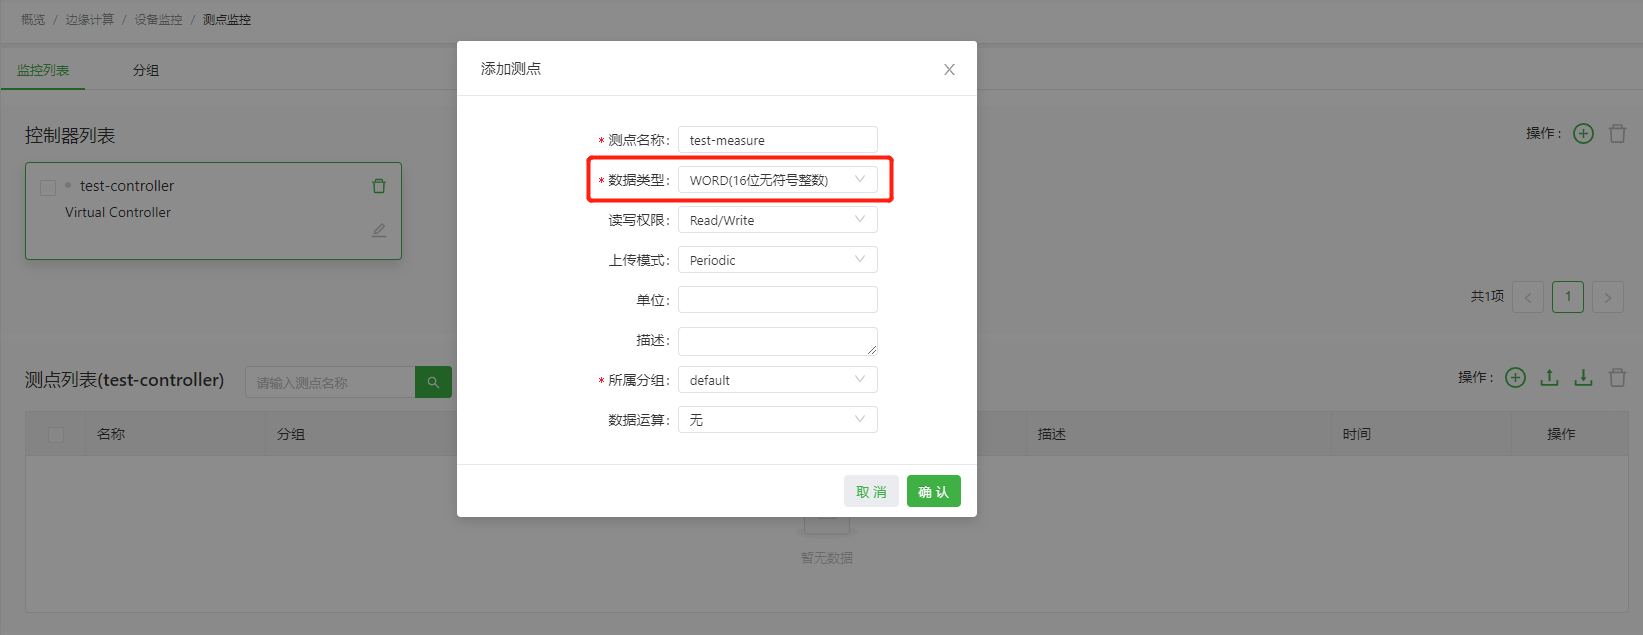 概览 / 边缘计算 / 设备监控 / 测点监控
监控列表 分组
添加测点
控制器列表
操作：
* 测点名称： test-measure
test-controller
* 数据类型： WORD(16位无符号整数)
Virtual Controller
读写权限： Read/Write
上传模式： Periodic
单位：
共1项 < 1 >
描述：
测点列表(test-controller) 请输入测点名称
操作：
* 所属分组： default
数据运算： 无
名称 分组 描述 时间 操作
取消 确认
暂无数据